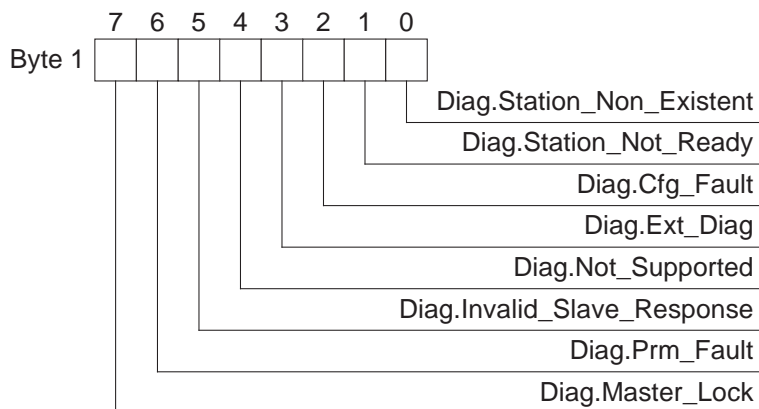 7 6 5 4 3 2 1 0
Byte 1
Diag.Station_Non_Existent
Diag.Station_Not_Ready
Diag.Cfg_Fault
Diag.Ext_Diag
Diag.Not_Supported
Diag.Invalid_Slave_Response
Diag.Prm_Fault
Diag.Master_Lock